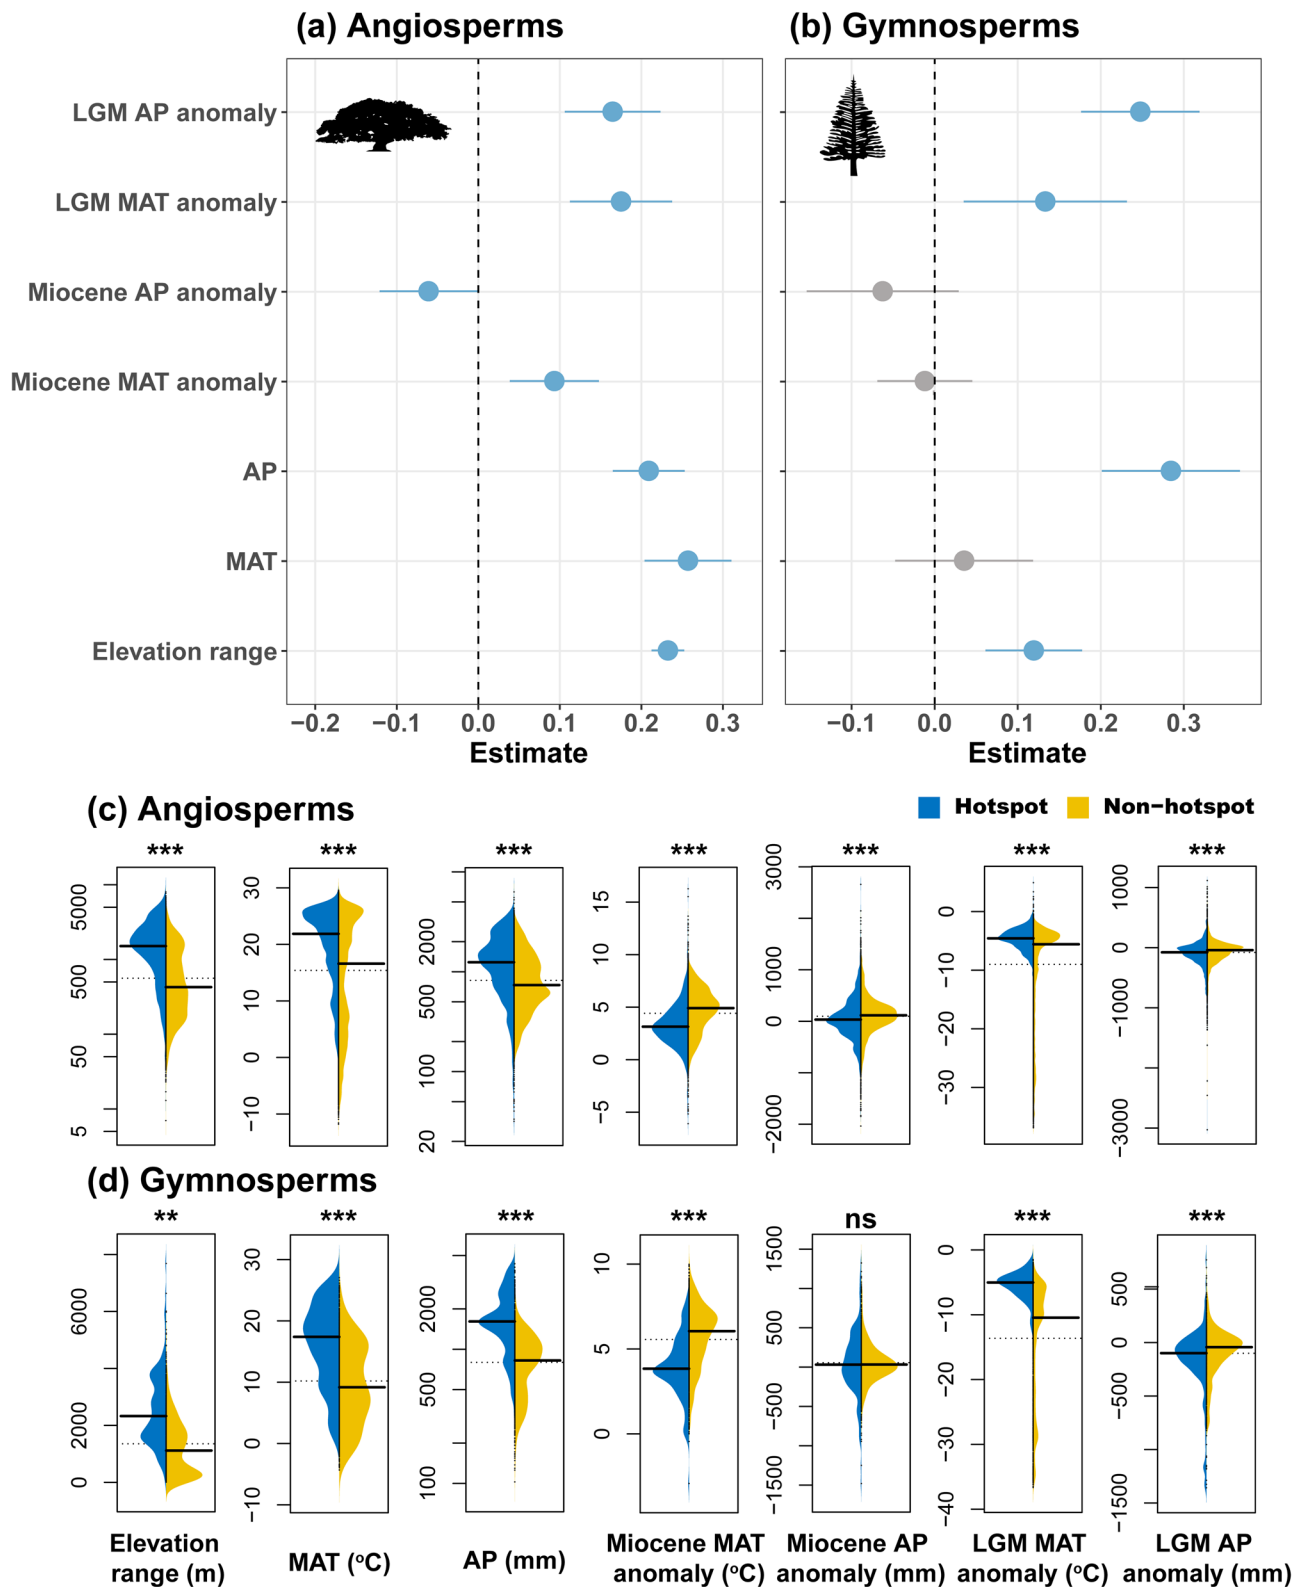 (a) Angiosperms
(b) Gymnosperms
LGM AP anomaly
LGM MAT anomaly
Miocene AP anomaly
Miocene MAT anomaly
AP
MAT
Elevation range
−0.2 −0.1 0.0 0.1 0.2 0.3
−0.1 0.0 0.1 0.2 0.3
Estimate
Estimate
(c) Angiosperms
Hotspot Non−hotspot
*** *** *** *** *** *** ***
5000 500 50 5
30 20 10 0 −10
2000 500 100 20
15 10 5 0 −5
3000 1000 0 −2000
0 −10 −20 −30
1000 0 −1000 −3000
(d) Gymnosperms
** *** *** *** ns *** ***
6000 2000 0
30 20 10 0 −10
2000 500 100
10 5 0
1500 500 −500 −1500
0 −10 −20 −30 −40
500 0 −500 −1500
Elevation
range (m)
MAT (°C)
AP (mm)
Miocene MAT
anomaly (°C)
Miocene AP
anomaly (mm)
LGM MAT
anomaly (°C)
LGM AP
anomaly (mm)